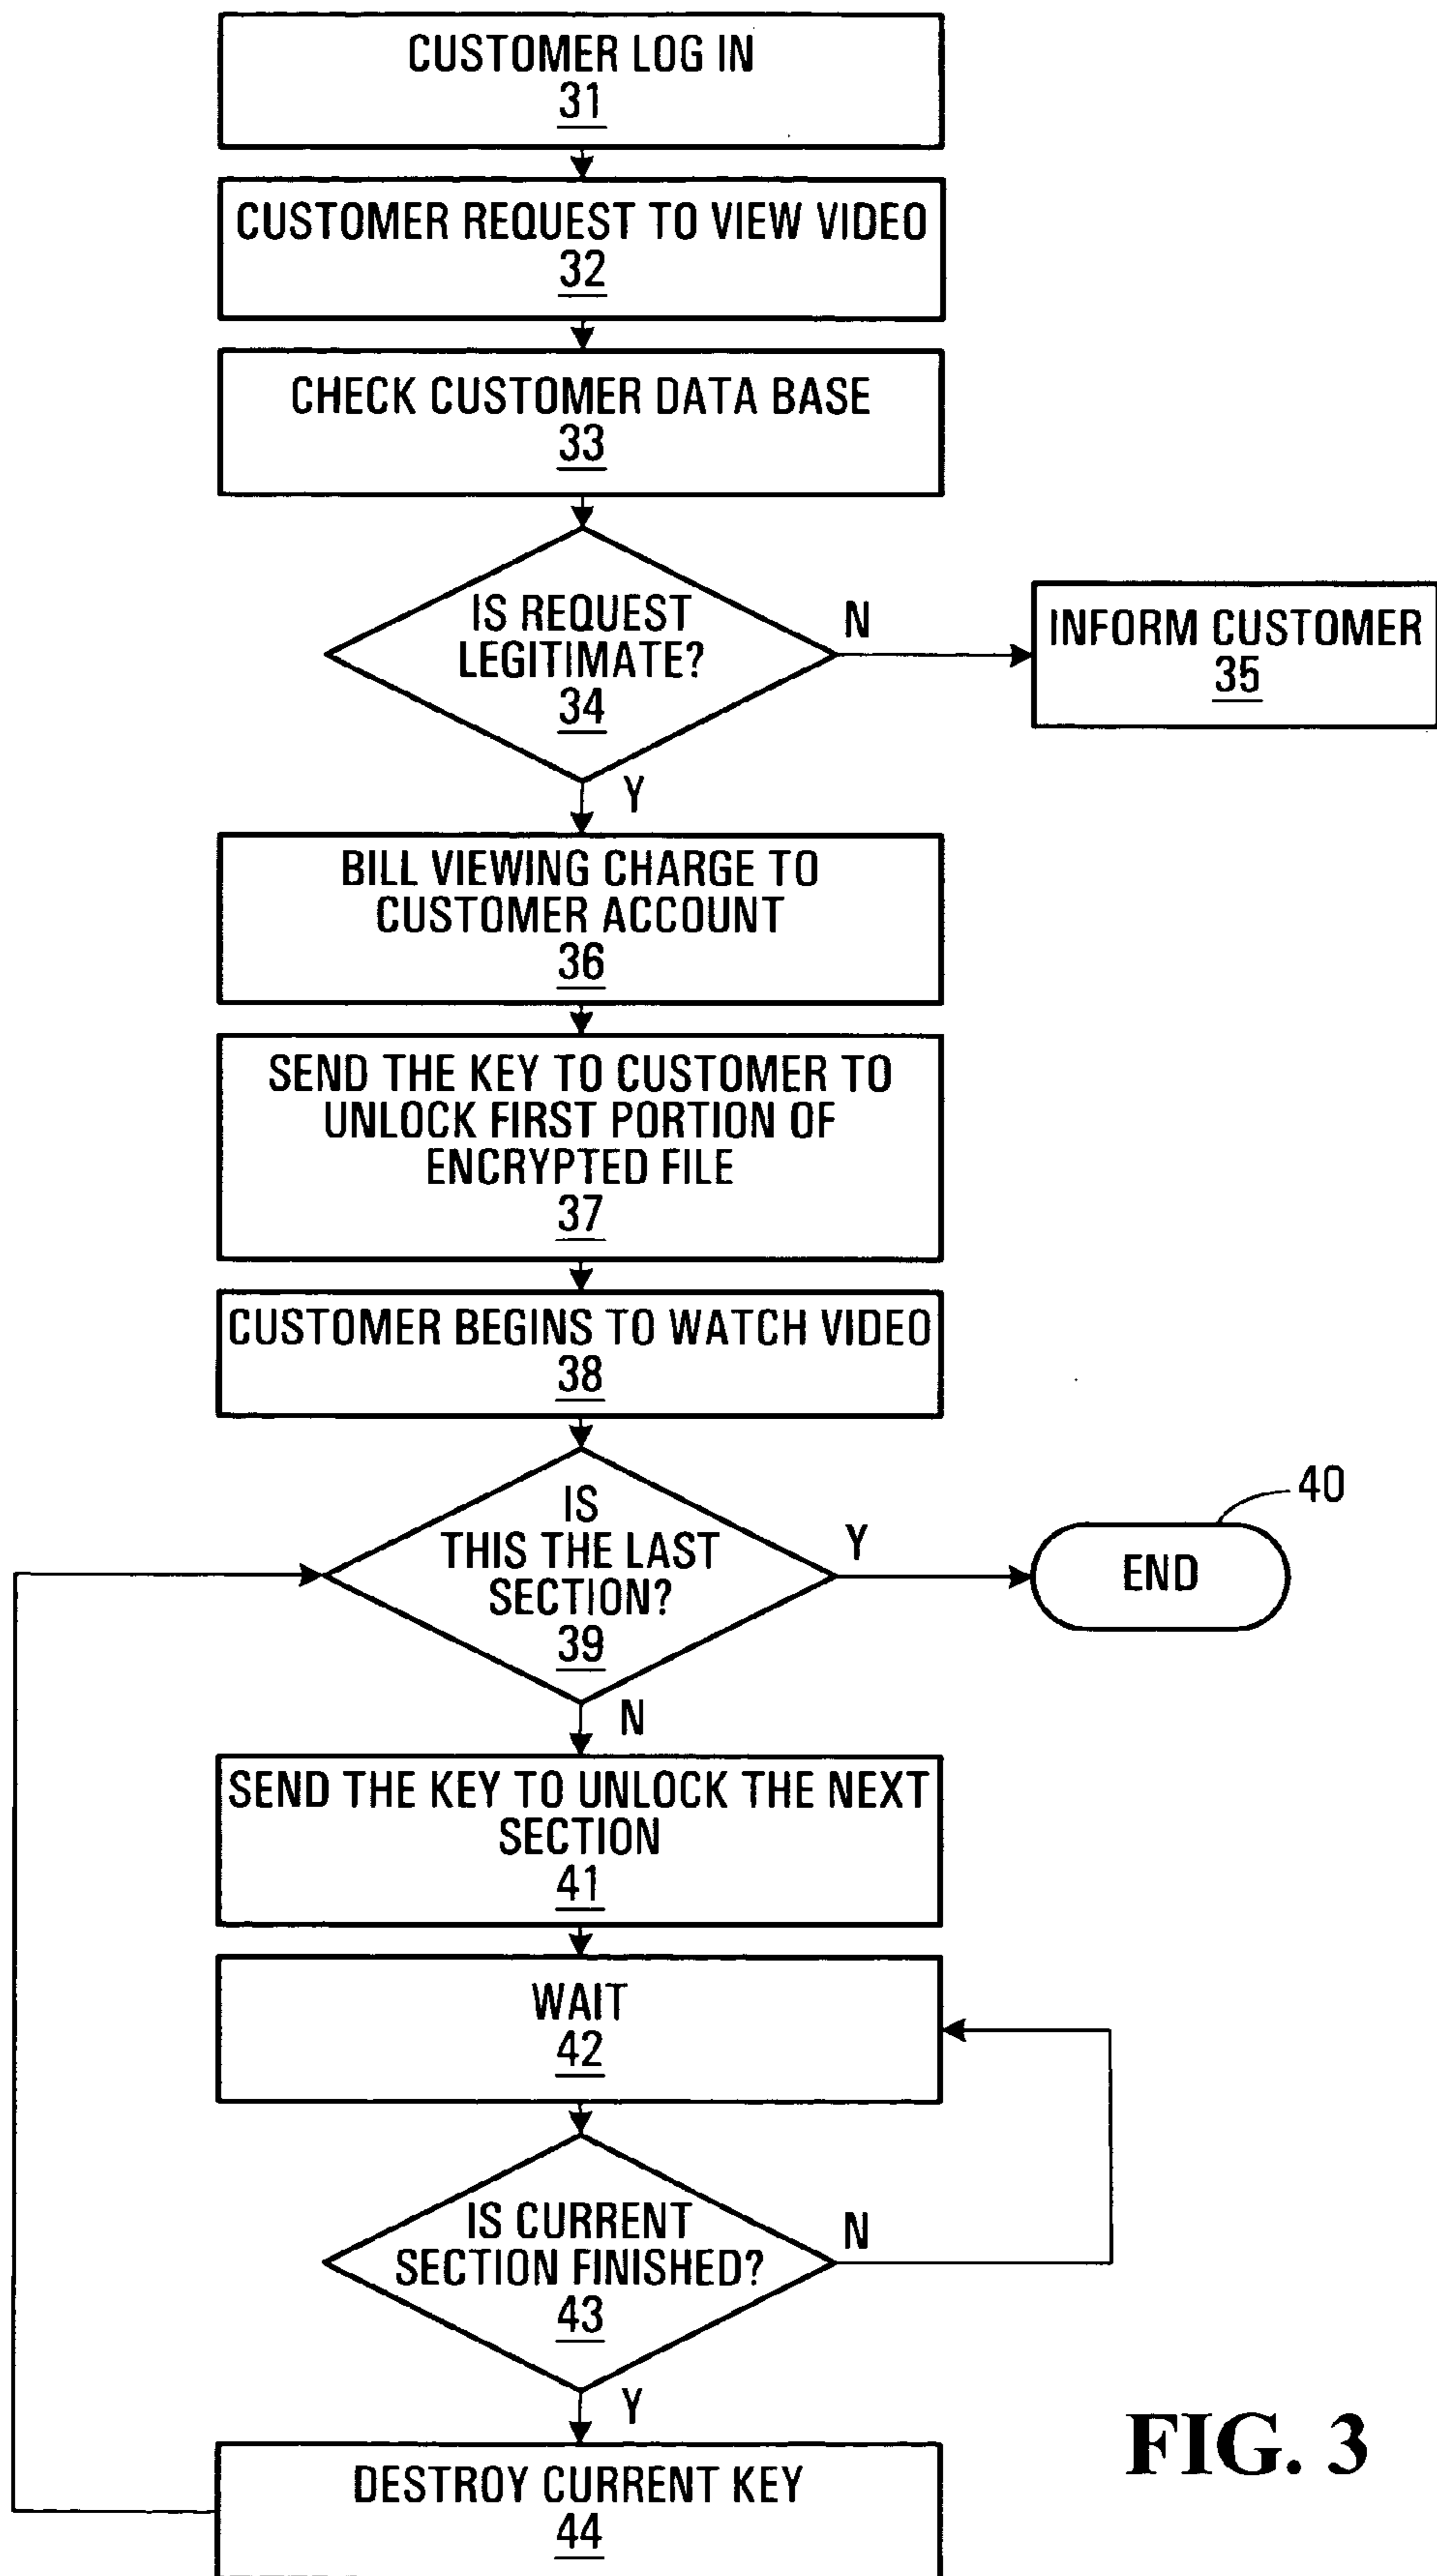 CUSTOMER LOG IN
31
CUSTOMER REQUEST TO VIEW VIDEO
32
CHECK CUSTOMER DATA BASE
33
IS REQUEST
LEGITIMATE?
34
N
INFORM CUSTOMER
35
Y
BILL VIEWING CHARGE TO
CUSTOMER ACCOUNT
36
SEND THE KEY TO CUSTOMER TO
UNLOCK FIRST PORTION OF
ENCRYPTED FILE
37
CUSTOMER BEGINS TO WATCH VIDEO
38
IS
THIS THE LAST
SECTION?
39
Y
40
END
N
SEND THE KEY TO UNLOCK THE NEXT
SECTION
41
WAIT
42
IS CURRENT
SECTION FINISHED?
43
N
Y
DESTROY CURRENT KEY
44
FIG. 3